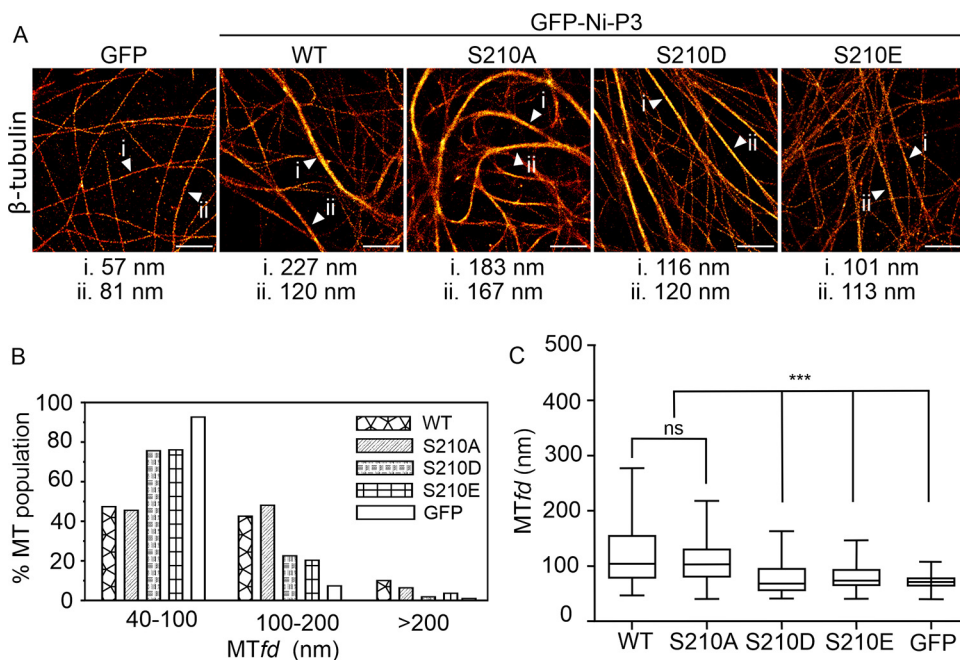 GFP-Ni-P3
A
GFP WT S210A S210D S210E
β-tubulin
i ii i ii i ii i ii i ii
i. 57 nm i. 227 nm i. 183 nm i. 116 nm i. 101 nm
ii. 81 nm ii. 120 nm ii. 167 nm ii. 120 nm ii. 113 nm
B
% MT population
100
80
60
40
20
0
WT
S210A
S210D
S210E
GFP
40-100 100-200 >200
MTfd (nm)
C
MTfd (nm)
500
400
300
200
100
0
***
ns
WT S210A S210D S210E GFP